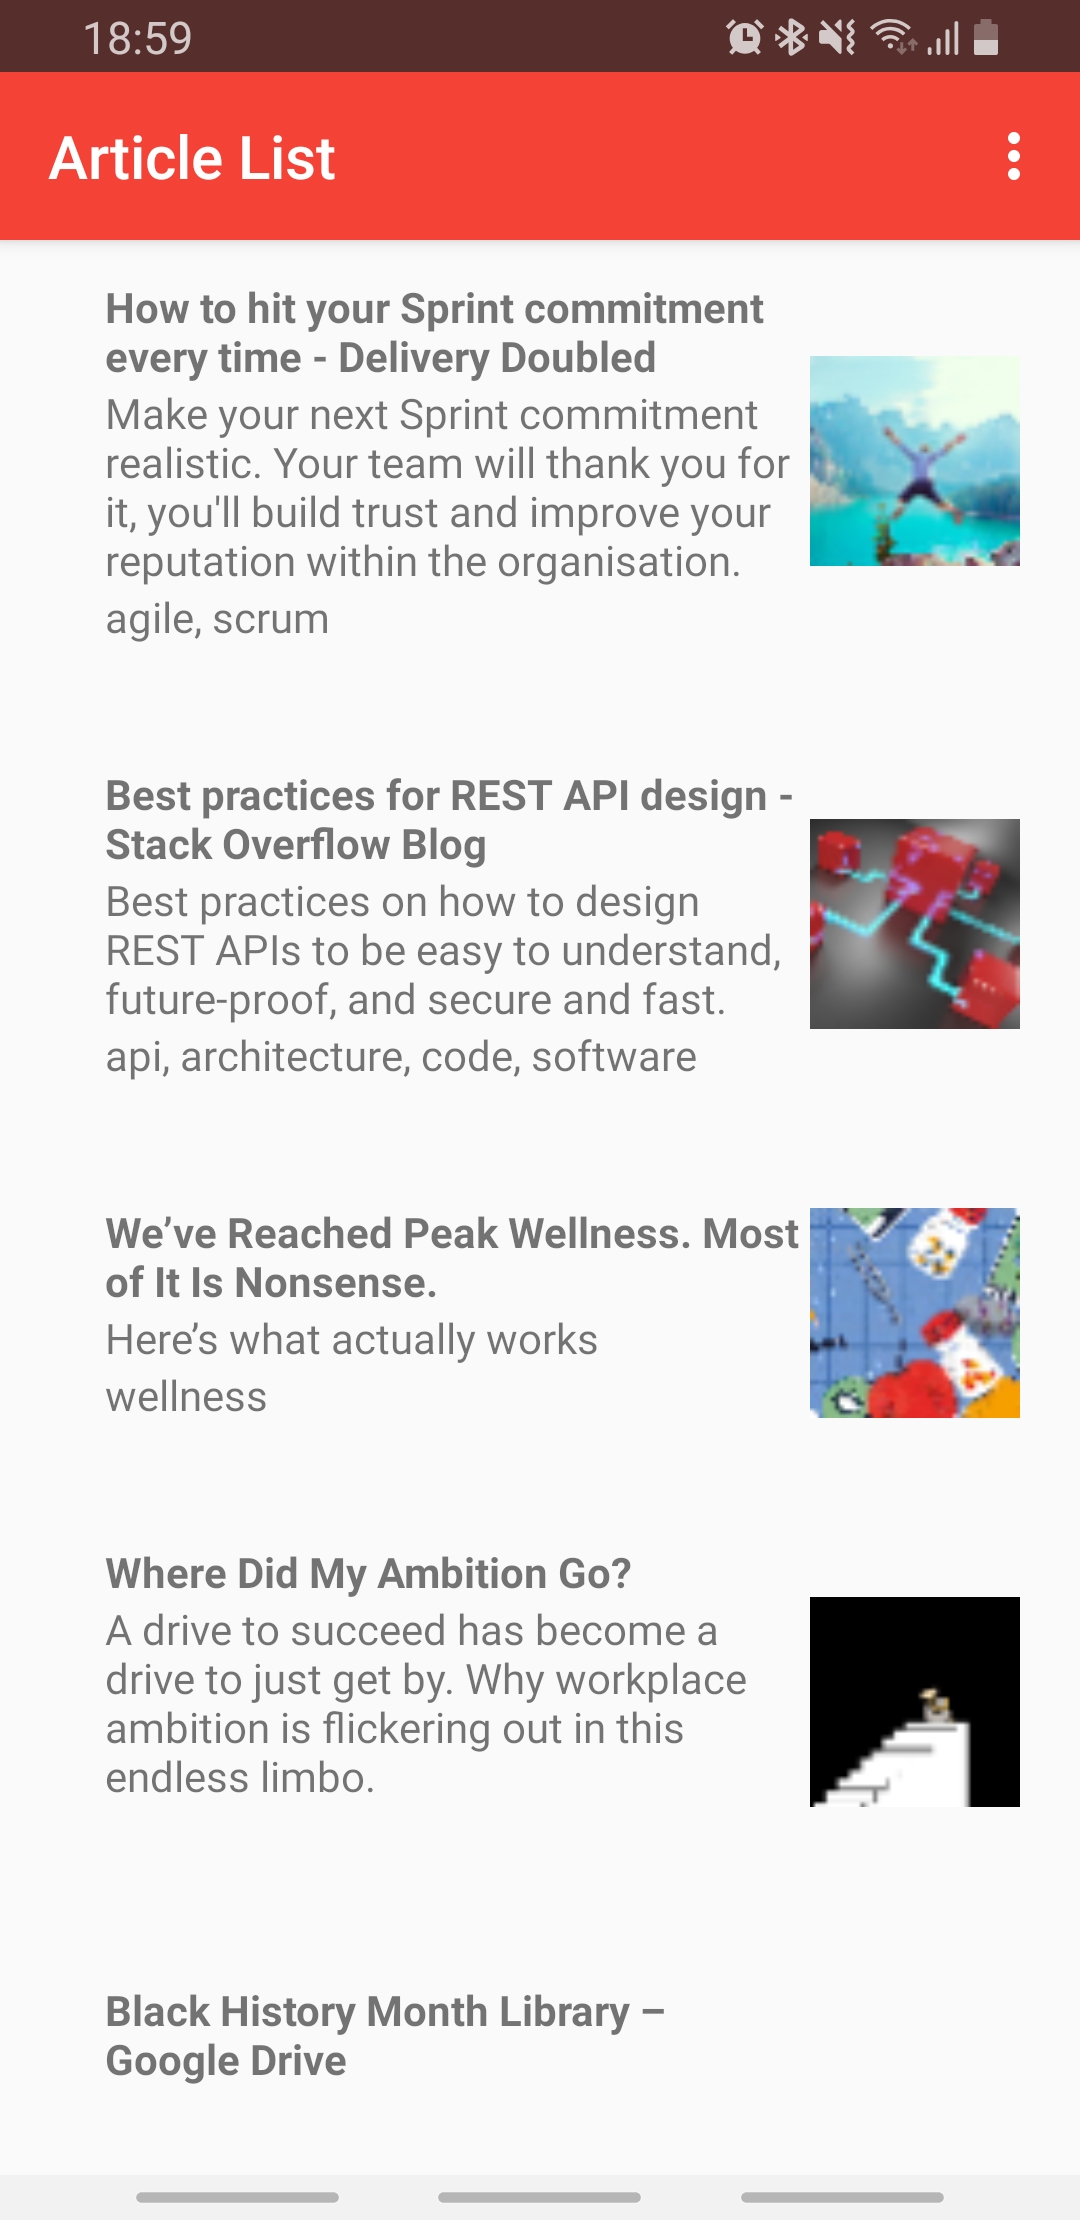 18:59
Article List
How to hit your Sprint commitment
every time - Delivery Doubled
Make your next Sprint commitment
realistic. Your team will thank you for
it, you'll build trust and improve your
reputation within the organisation.
agile, scrum
Best practices for REST API design -
Stack Overflow Blog
Best practices on how to design
REST APIs to be easy to understand,
future-proof, and secure and fast.
api, architecture, code, software
We’ve Reached Peak Wellness. Most
of It Is Nonsense.
Here’s what actually works
wellness
Where Did My Ambition Go?
A drive to succeed has become a
drive to just get by. Why workplace
ambition is flickering out in this
endless limbo.
Black History Month Library –
Google Drive